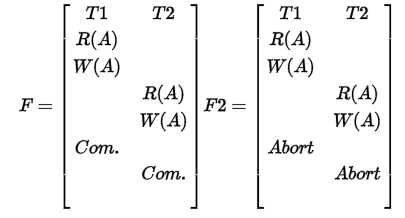 T1 T2 T1 T2
R(A) R(A)
W(A) W(A)
F = R(A) F2 = R(A)
W(A) W(A)
Com. Abort
Com. Abort